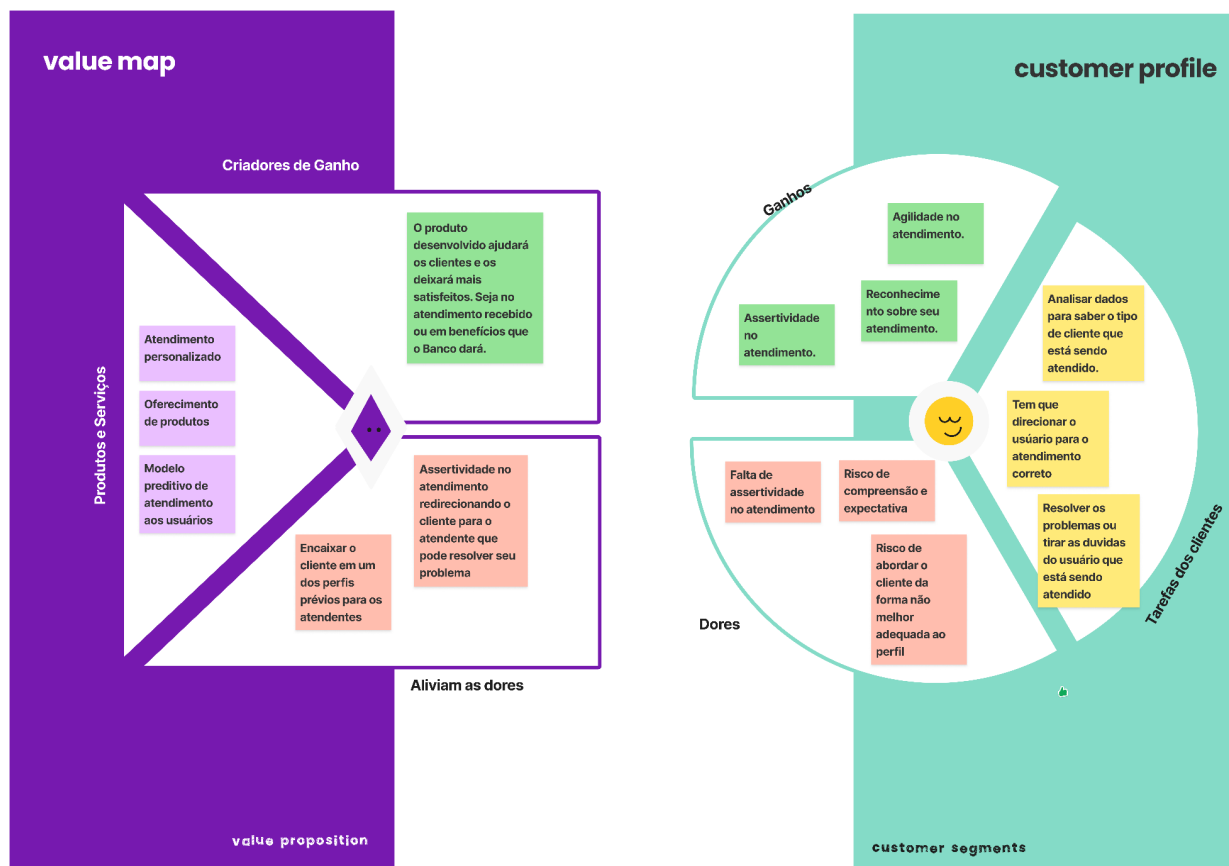 value map
Criadores de Ganho
O produto
desenvolvido ajudará
os clientes e os
deixará mais
satisfeitos. Seja no
atendimento recebido
ou em benefícios que
o Banco dará.
Produtos e Serviços
Atendimento
personalizado
Oferecimento
de produtos
Modelo
preditivo de
atendimento
aos usuários
Assertividade no
atendimento
redirecionando o
cliente para o
atendente que
pode resolver seu
problema
Encaixar o
cliente em um
dos perfis
prévios para os
atendentes
Aliviam as dores
value proposition
customer profile
Ganhos
Agilidade no
atendimento.
Reconhecime
nto sobre seu
atendimento.
Assertividade
no
atendimento.
Analisar dados
para saber o tipo
de cliente que
está sendo
atendido.
Tem que
direcionar o
usúário para o
atendimento
correto
Resolver os
problemas ou
tirar as duvidas
do usuário que
está sendo
atendido
Tarefas dos clientes
Falta de
assertividade
no atendimento
Risco de
compreensão e
expectativa
Risco de
abordar o
cliente da
forma não
melhor
adequada ao
perfil
Dores
customer segments